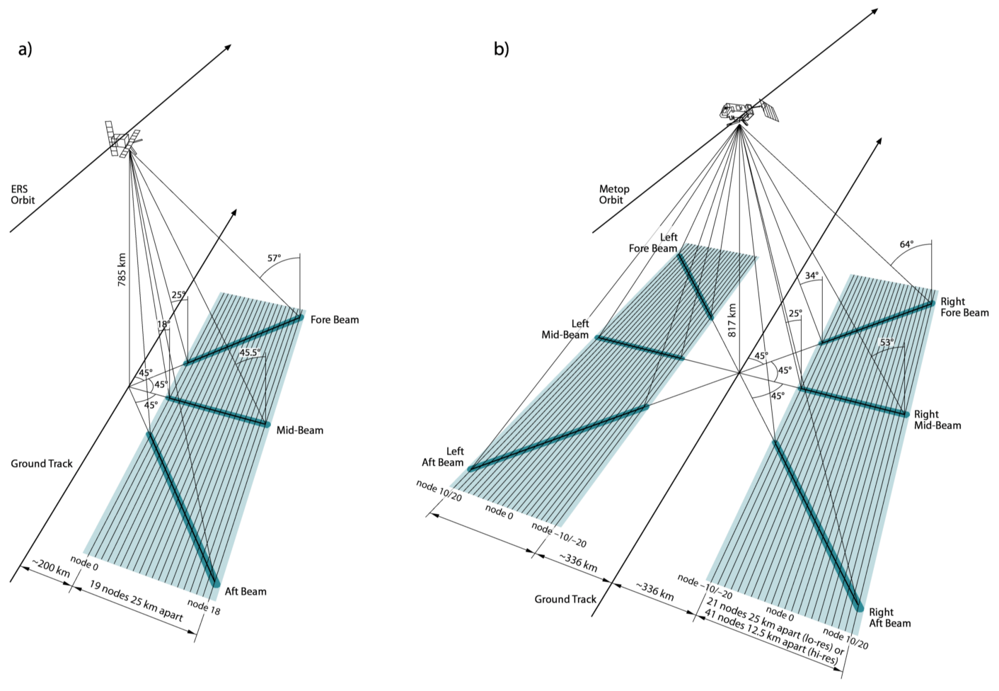 a)
ERS
Orbit
785 km
57°
25°
18°
45.5°
45°
45°
45°
Fore Beam
Mid-Beam
Aft Beam
Ground Track
~200 km
node 0
19 nodes 25 km apart
node 18
b)
Metop
Orbit
Left
Fore Beam
Left
Mid-Beam
Left
Aft Beam
817 km
64°
34°
25°
53°
45°
45°
45°
Right
Fore Beam
Right
Mid-Beam
Right
Aft Beam
node 10/20
node 0
node –10/–20
~336 km
Ground Track
~336 km
node –10/–20
node 0
node 10/20
21 nodes 25 km apart (lo-res) or
41 nodes 12.5 km apart (hi-res)